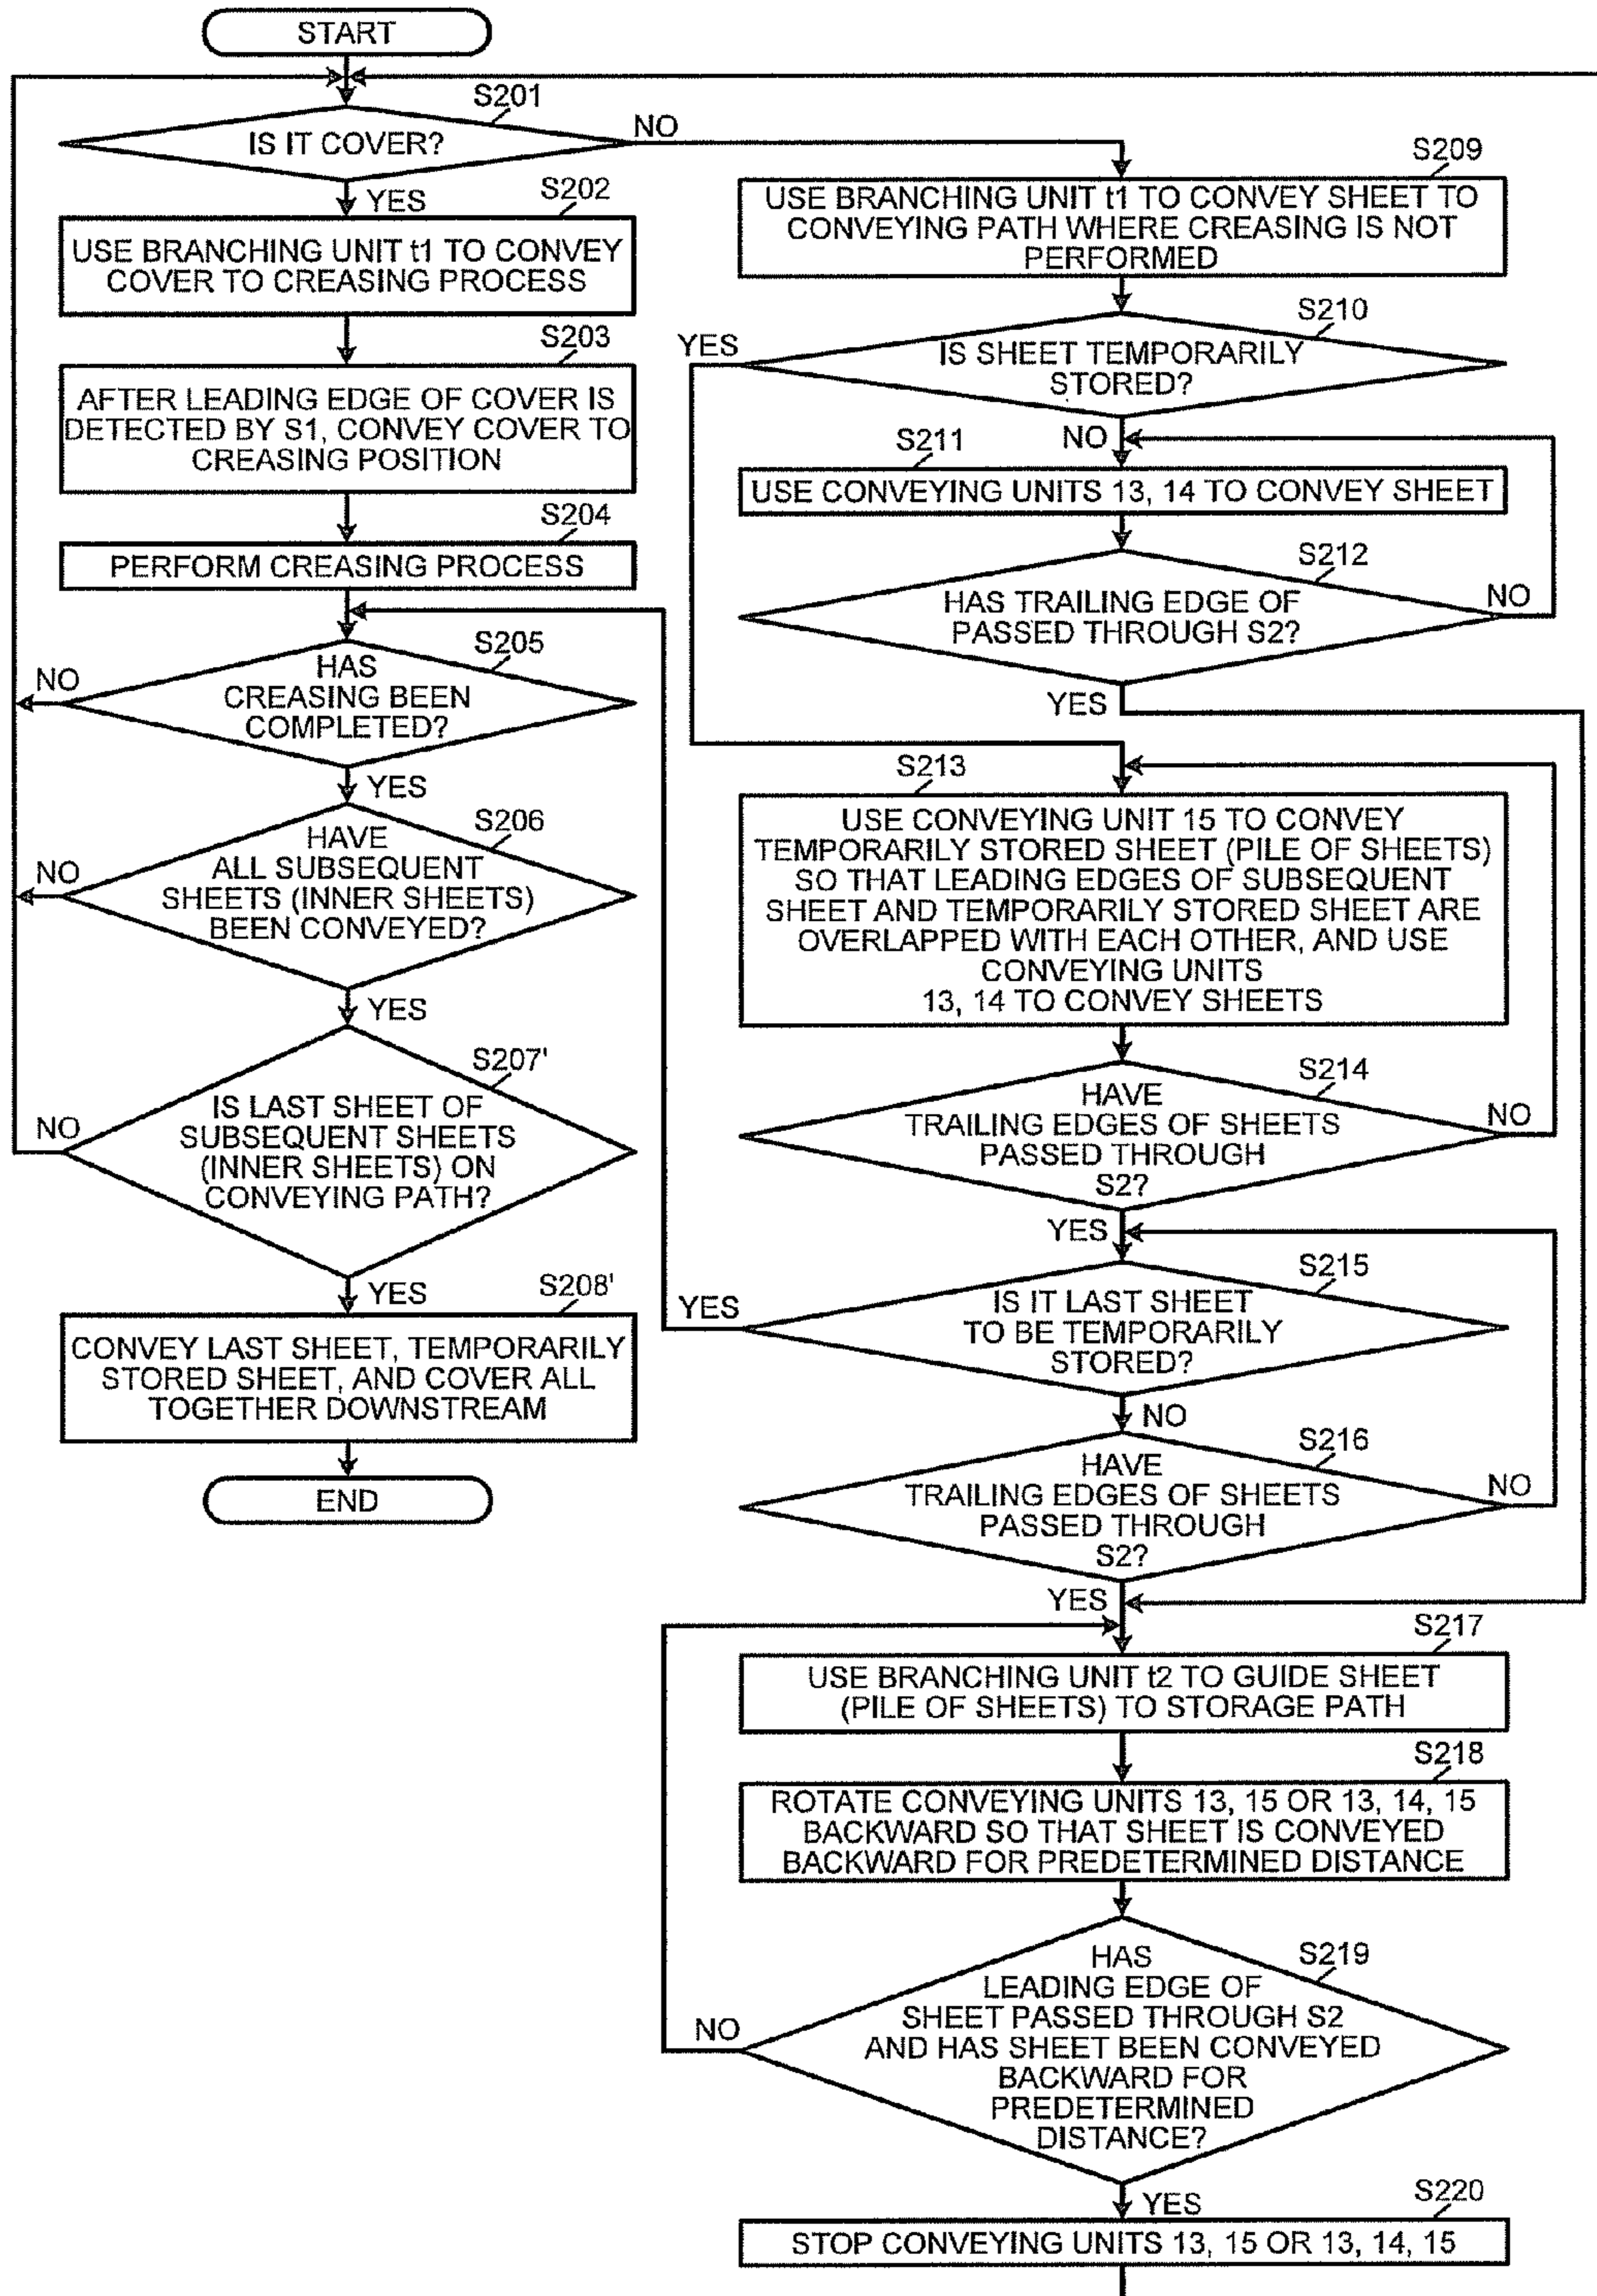 START
S201
IS IT COVER?
NO
YES
S202
USE BRANCHING UNIT t1 TO CONVEY
COVER TO CREASING PROCESS
S203
AFTER LEADING EDGE OF COVER IS
DETECTED BY S1, CONVEY COVER TO
CREASING POSITION
S204
PERFORM CREASING PROCESS
S205
HAS
CREASING BEEN
COMPLETED?
NO
YES
S206
HAVE
ALL SUBSEQUENT
SHEETS (INNER SHEETS)
BEEN CONVEYED?
NO
YES
S207'
IS LAST SHEET OF
SUBSEQUENT SHEETS
(INNER SHEETS) ON
CONVEYING PATH?
NO
YES
S208'
CONVEY LAST SHEET, TEMPORARILY
STORED SHEET, AND COVER ALL
TOGETHER DOWNSTREAM
END
S209
USE BRANCHING UNIT t1 TO CONVEY SHEET TO
CONVEYING PATH WHERE CREASING IS NOT
PERFORMED
S210
YES
IS SHEET TEMPORARILY
STORED?
NO
S211
USE CONVEYING UNITS 13, 14 TO CONVEY SHEET
S212
HAS TRAILING EDGE OF
PASSED THROUGH S2?
NO
YES
S213
USE CONVEYING UNIT 15 TO CONVEY
TEMPORARILY STORED SHEET (PILE OF SHEETS)
SO THAT LEADING EDGES OF SUBSEQUENT
SHEET AND TEMPORARILY STORED SHEET ARE
OVERLAPPED WITH EACH OTHER, AND USE
CONVEYING UNITS
13, 14 TO CONVEY SHEETS
S214
HAVE
TRAILING EDGES OF SHEETS
PASSED THROUGH
S2?
NO
YES
S215
YES
IS IT LAST SHEET
TO BE TEMPORARILY
STORED?
NO
S216
HAVE
TRAILING EDGES OF SHEETS
PASSED THROUGH
S2?
NO
YES
S217
USE BRANCHING UNIT t2 TO GUIDE SHEET
(PILE OF SHEETS) TO STORAGE PATH
S218
ROTATE CONVEYING UNITS 13, 15 OR 13, 14, 15
BACKWARD SO THAT SHEET IS CONVEYED
BACKWARD FOR PREDETERMINED DISTANCE
S219
HAS
LEADING EDGE OF
SHEET PASSED THROUGH S2
AND HAS SHEET BEEN CONVEYED
BACKWARD FOR
PREDETERMINED
DISTANCE?
NO
YES
S220
STOP CONVEYING UNITS 13, 15 OR 13, 14, 15